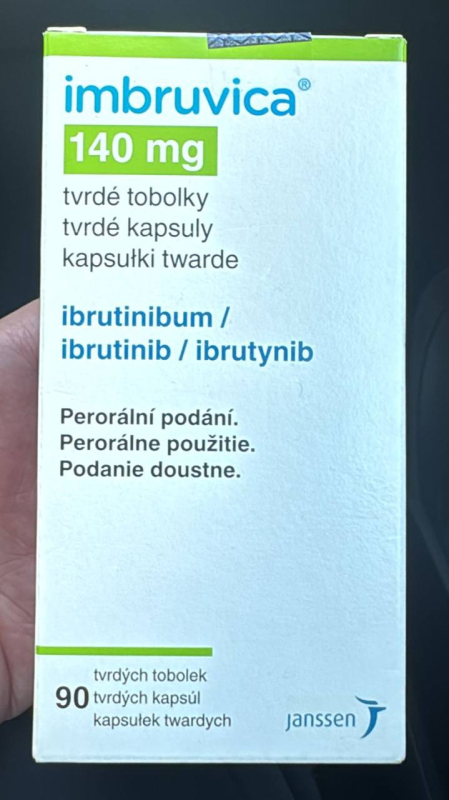 imbruvica®
140 mg
tvrdé tobolky
tvrdé kapsuly
kapsułki twarde
ibrutinibum /
ibrutinib / ibrutynib
Perorální podání.
Perorálne použitie.
Podanie doustne.
90
tvrdých tobolek
tvrdých kapsúl
kapsułek twardych
janssen